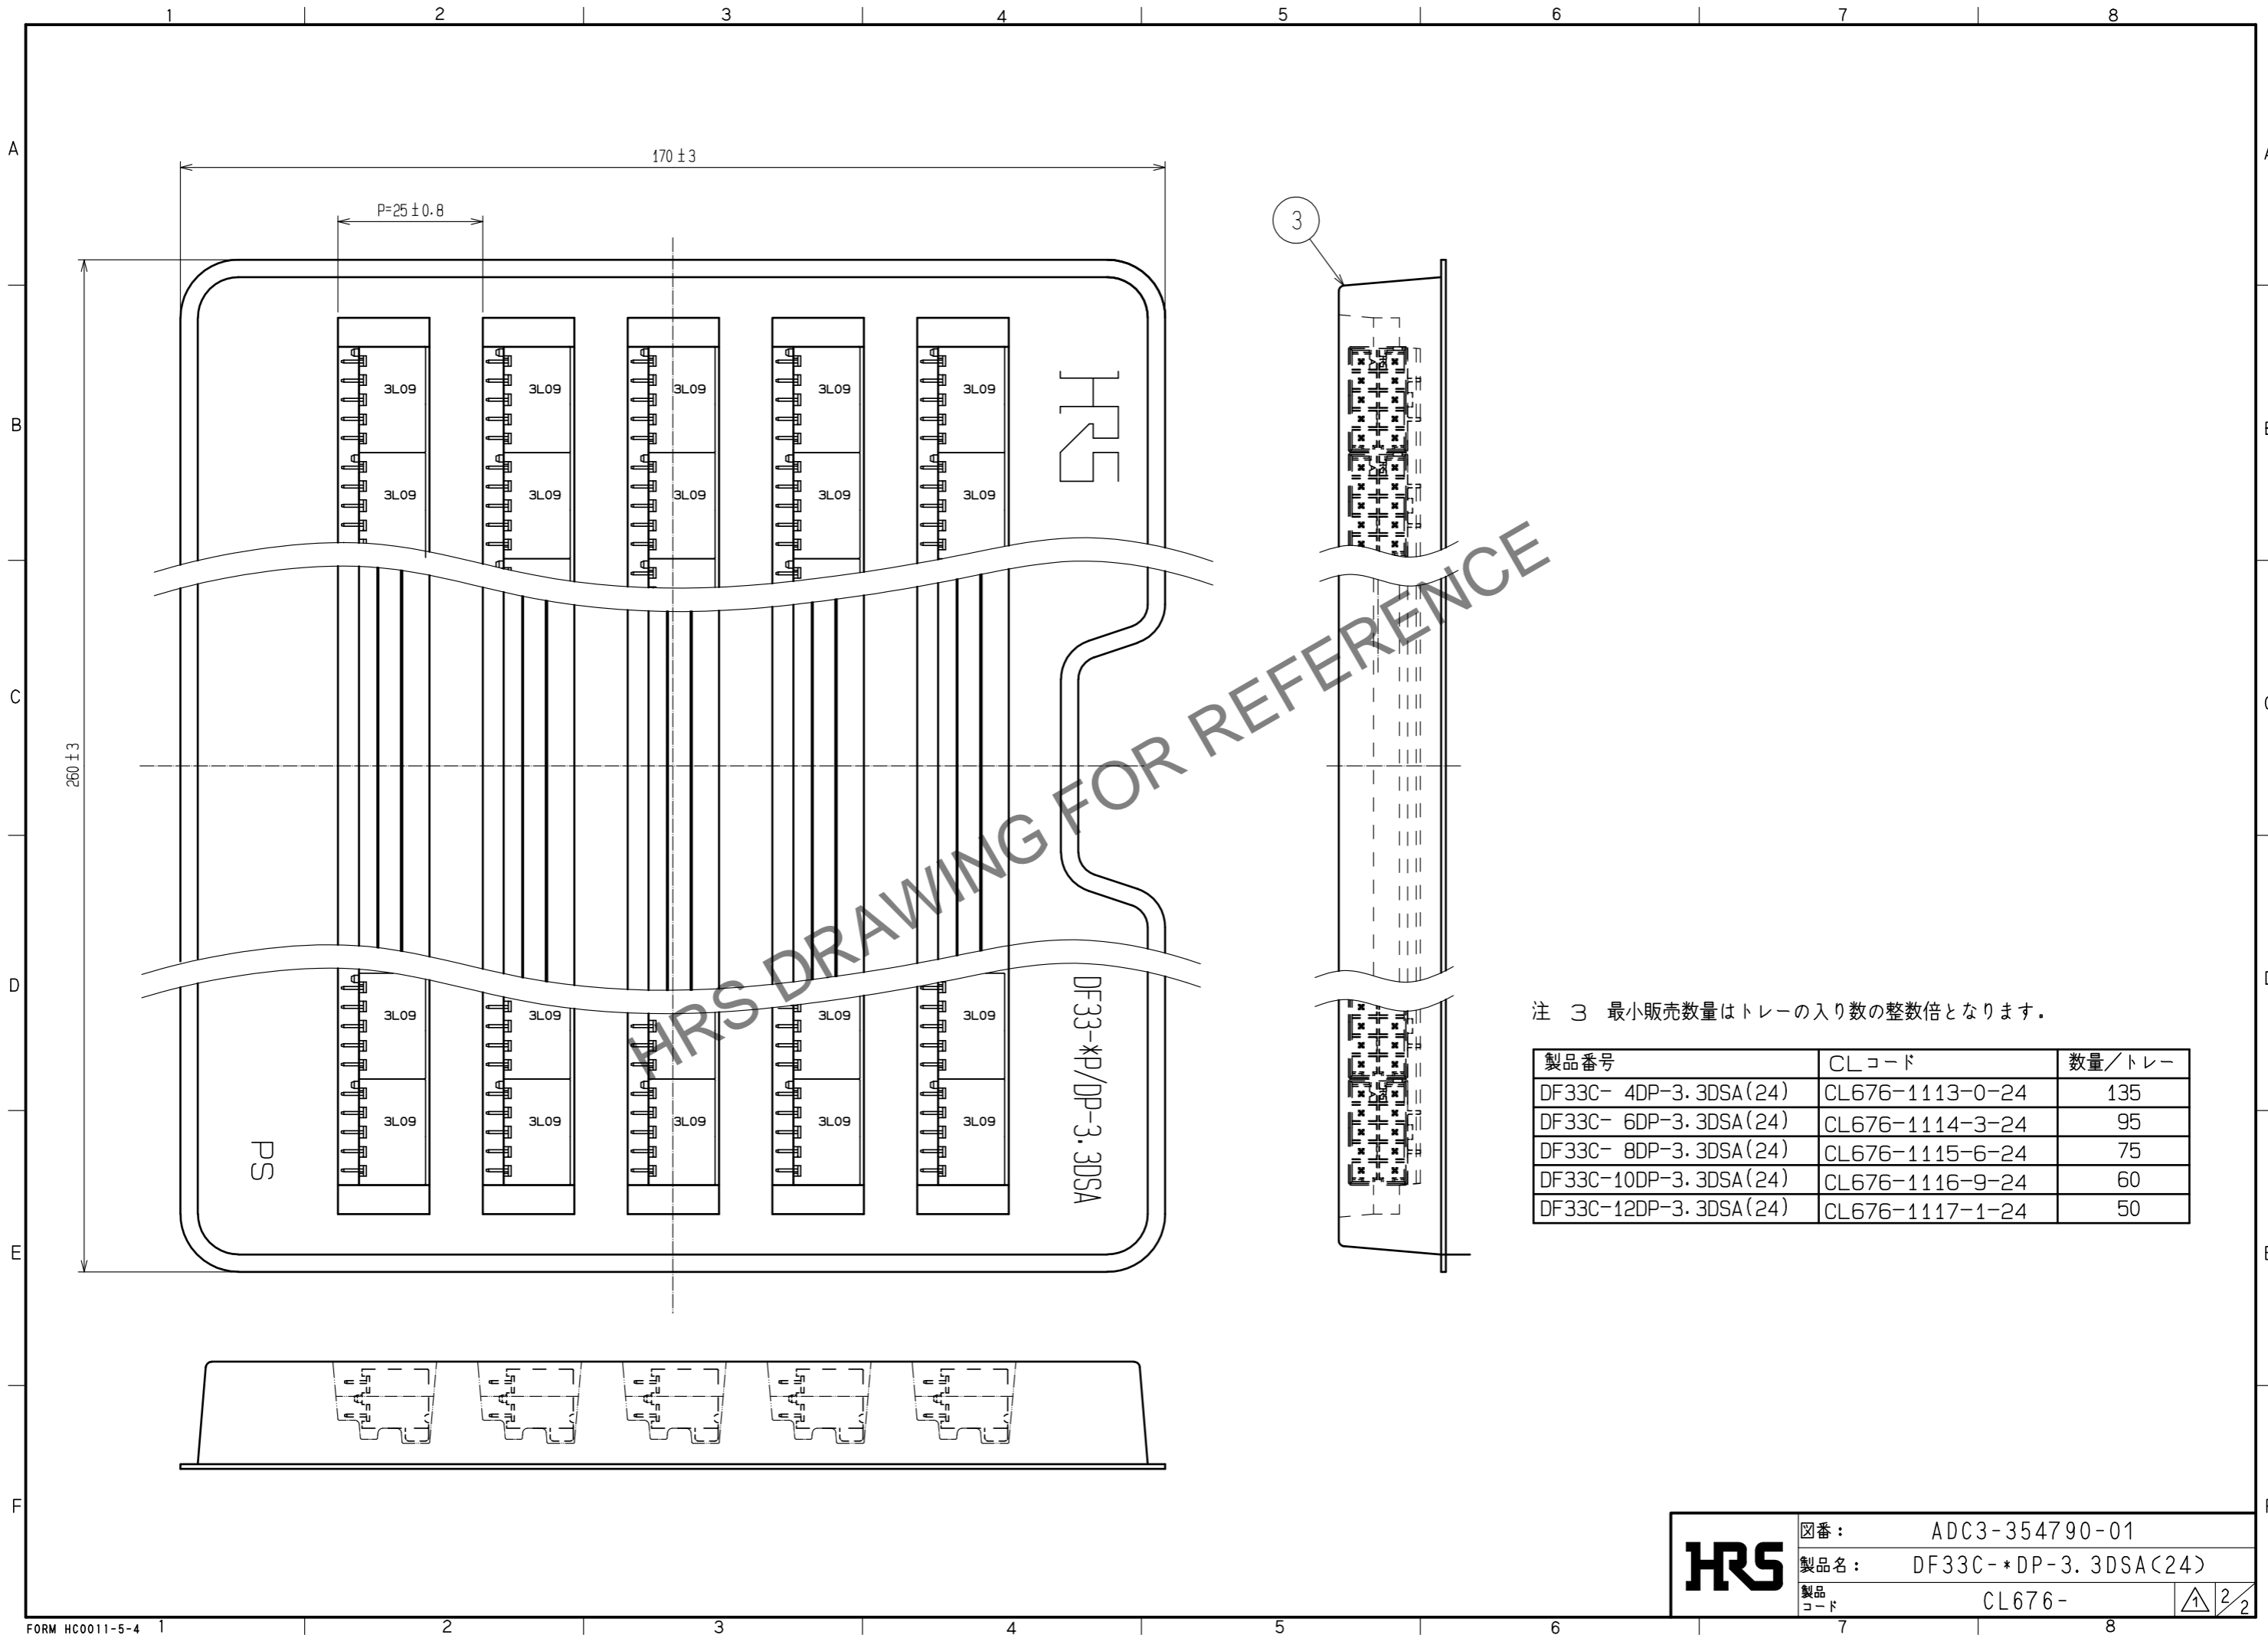 1 2 3 4 5 6 7 8
A
170±3
P=25±0.8
3
HRS
3L09 3L09 3L09 3L09 3L09
B
3L09 3L09 3L09 3L09 3L09
C
260±3
HRS DRAWING FOR REFERENCE
D
3L09 3L09 3L09 3L09 3L09
3L09 3L09 3L09 3L09 3L09
DF33-*P/DP-3.3DSA
PS
E
注 3 最小販売数量はトレーの入り数の整数倍となります.
製品番号 CLコード 数量/トレー
DF33C- 4DP-3.3DSA(24) CL676-1113-0-24 135
DF33C- 6DP-3.3DSA(24) CL676-1114-3-24 95
DF33C- 8DP-3.3DSA(24) CL676-1115-6-24 75
DF33C-10DP-3.3DSA(24) CL676-1116-9-24 60
DF33C-12DP-3.3DSA(24) CL676-1117-1-24 50
F
HRS
図番: ADC3-354790-01
製品名: DF33C-*DP-3.3DSA(24)
製品コード CL676- 1 2/2
FORM HC0011-5-4 1 2 3 4 5 6 7 8